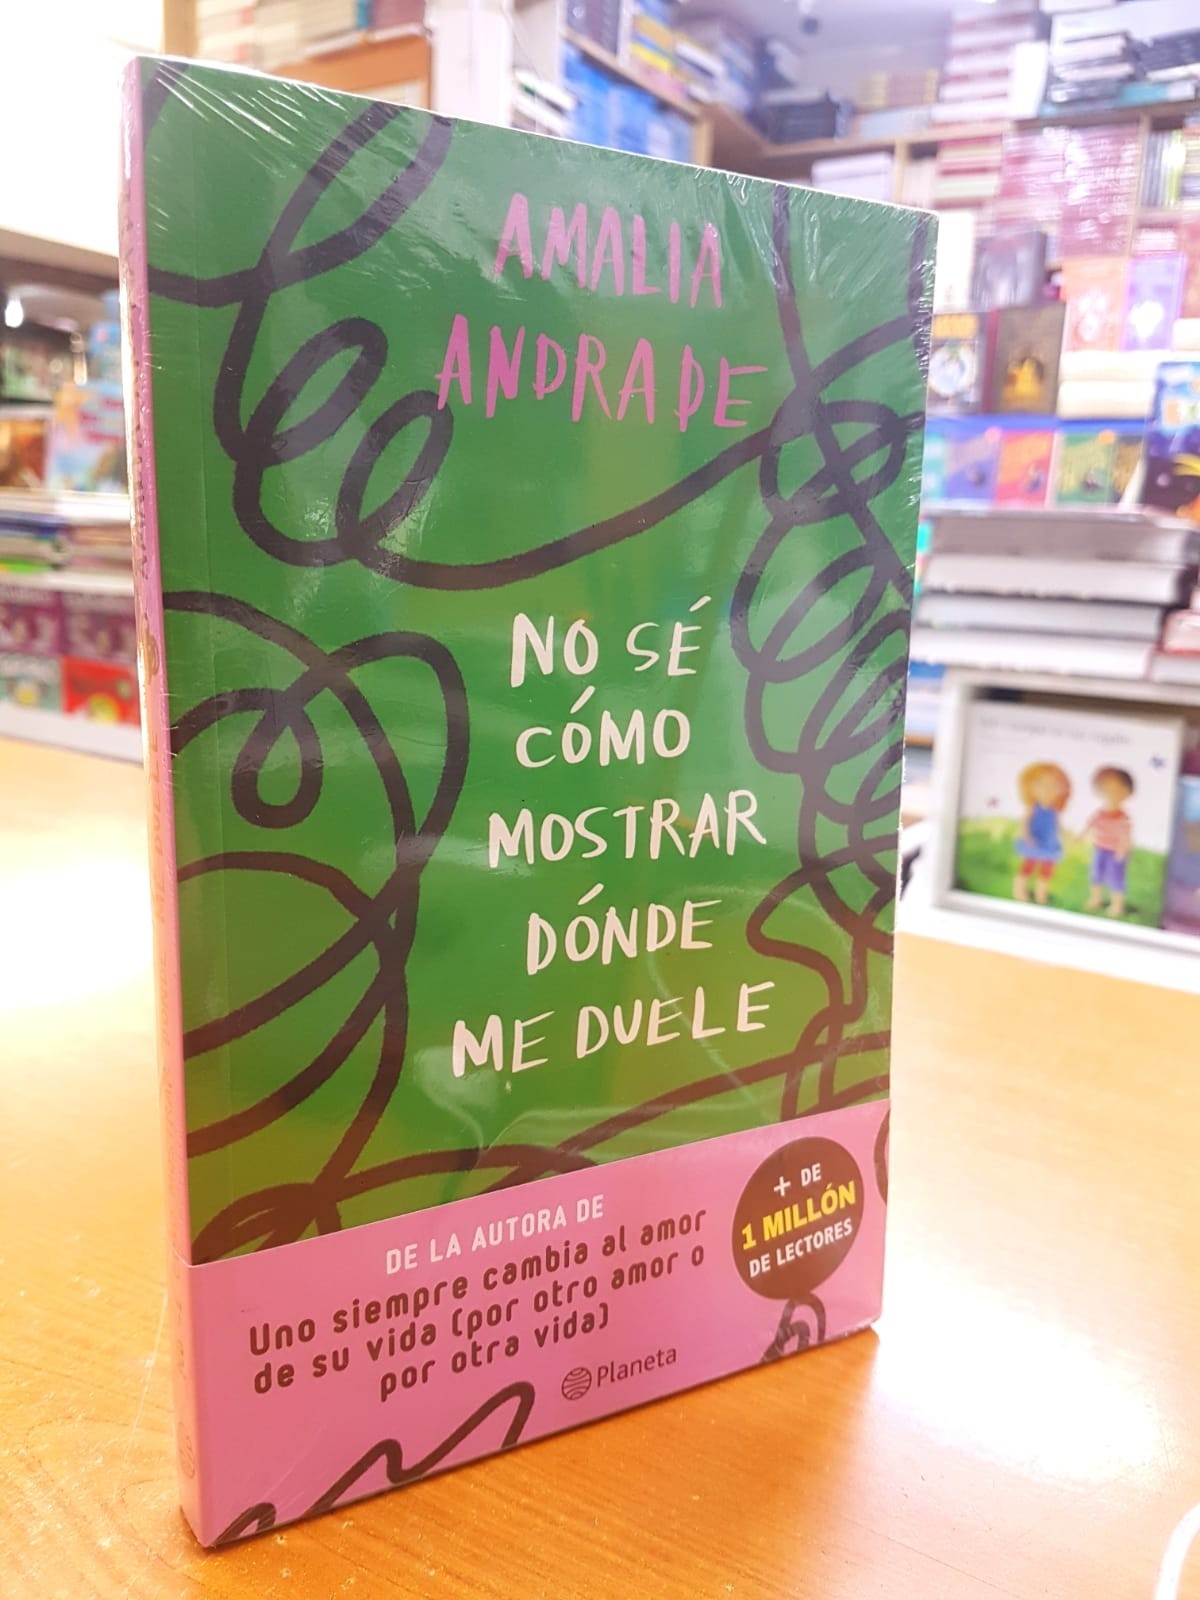 AMALIA
ANDRADE
NO SÉ
CÓMO
MOSTRAR
DÓNDE
ME DUELE
DE LA AUTORA DE
Uno siempre cambia al amor
de su vida (por otro amor o
por otra vida)
Planeta
+ DE
1 MILLÓN
DE LECTORES